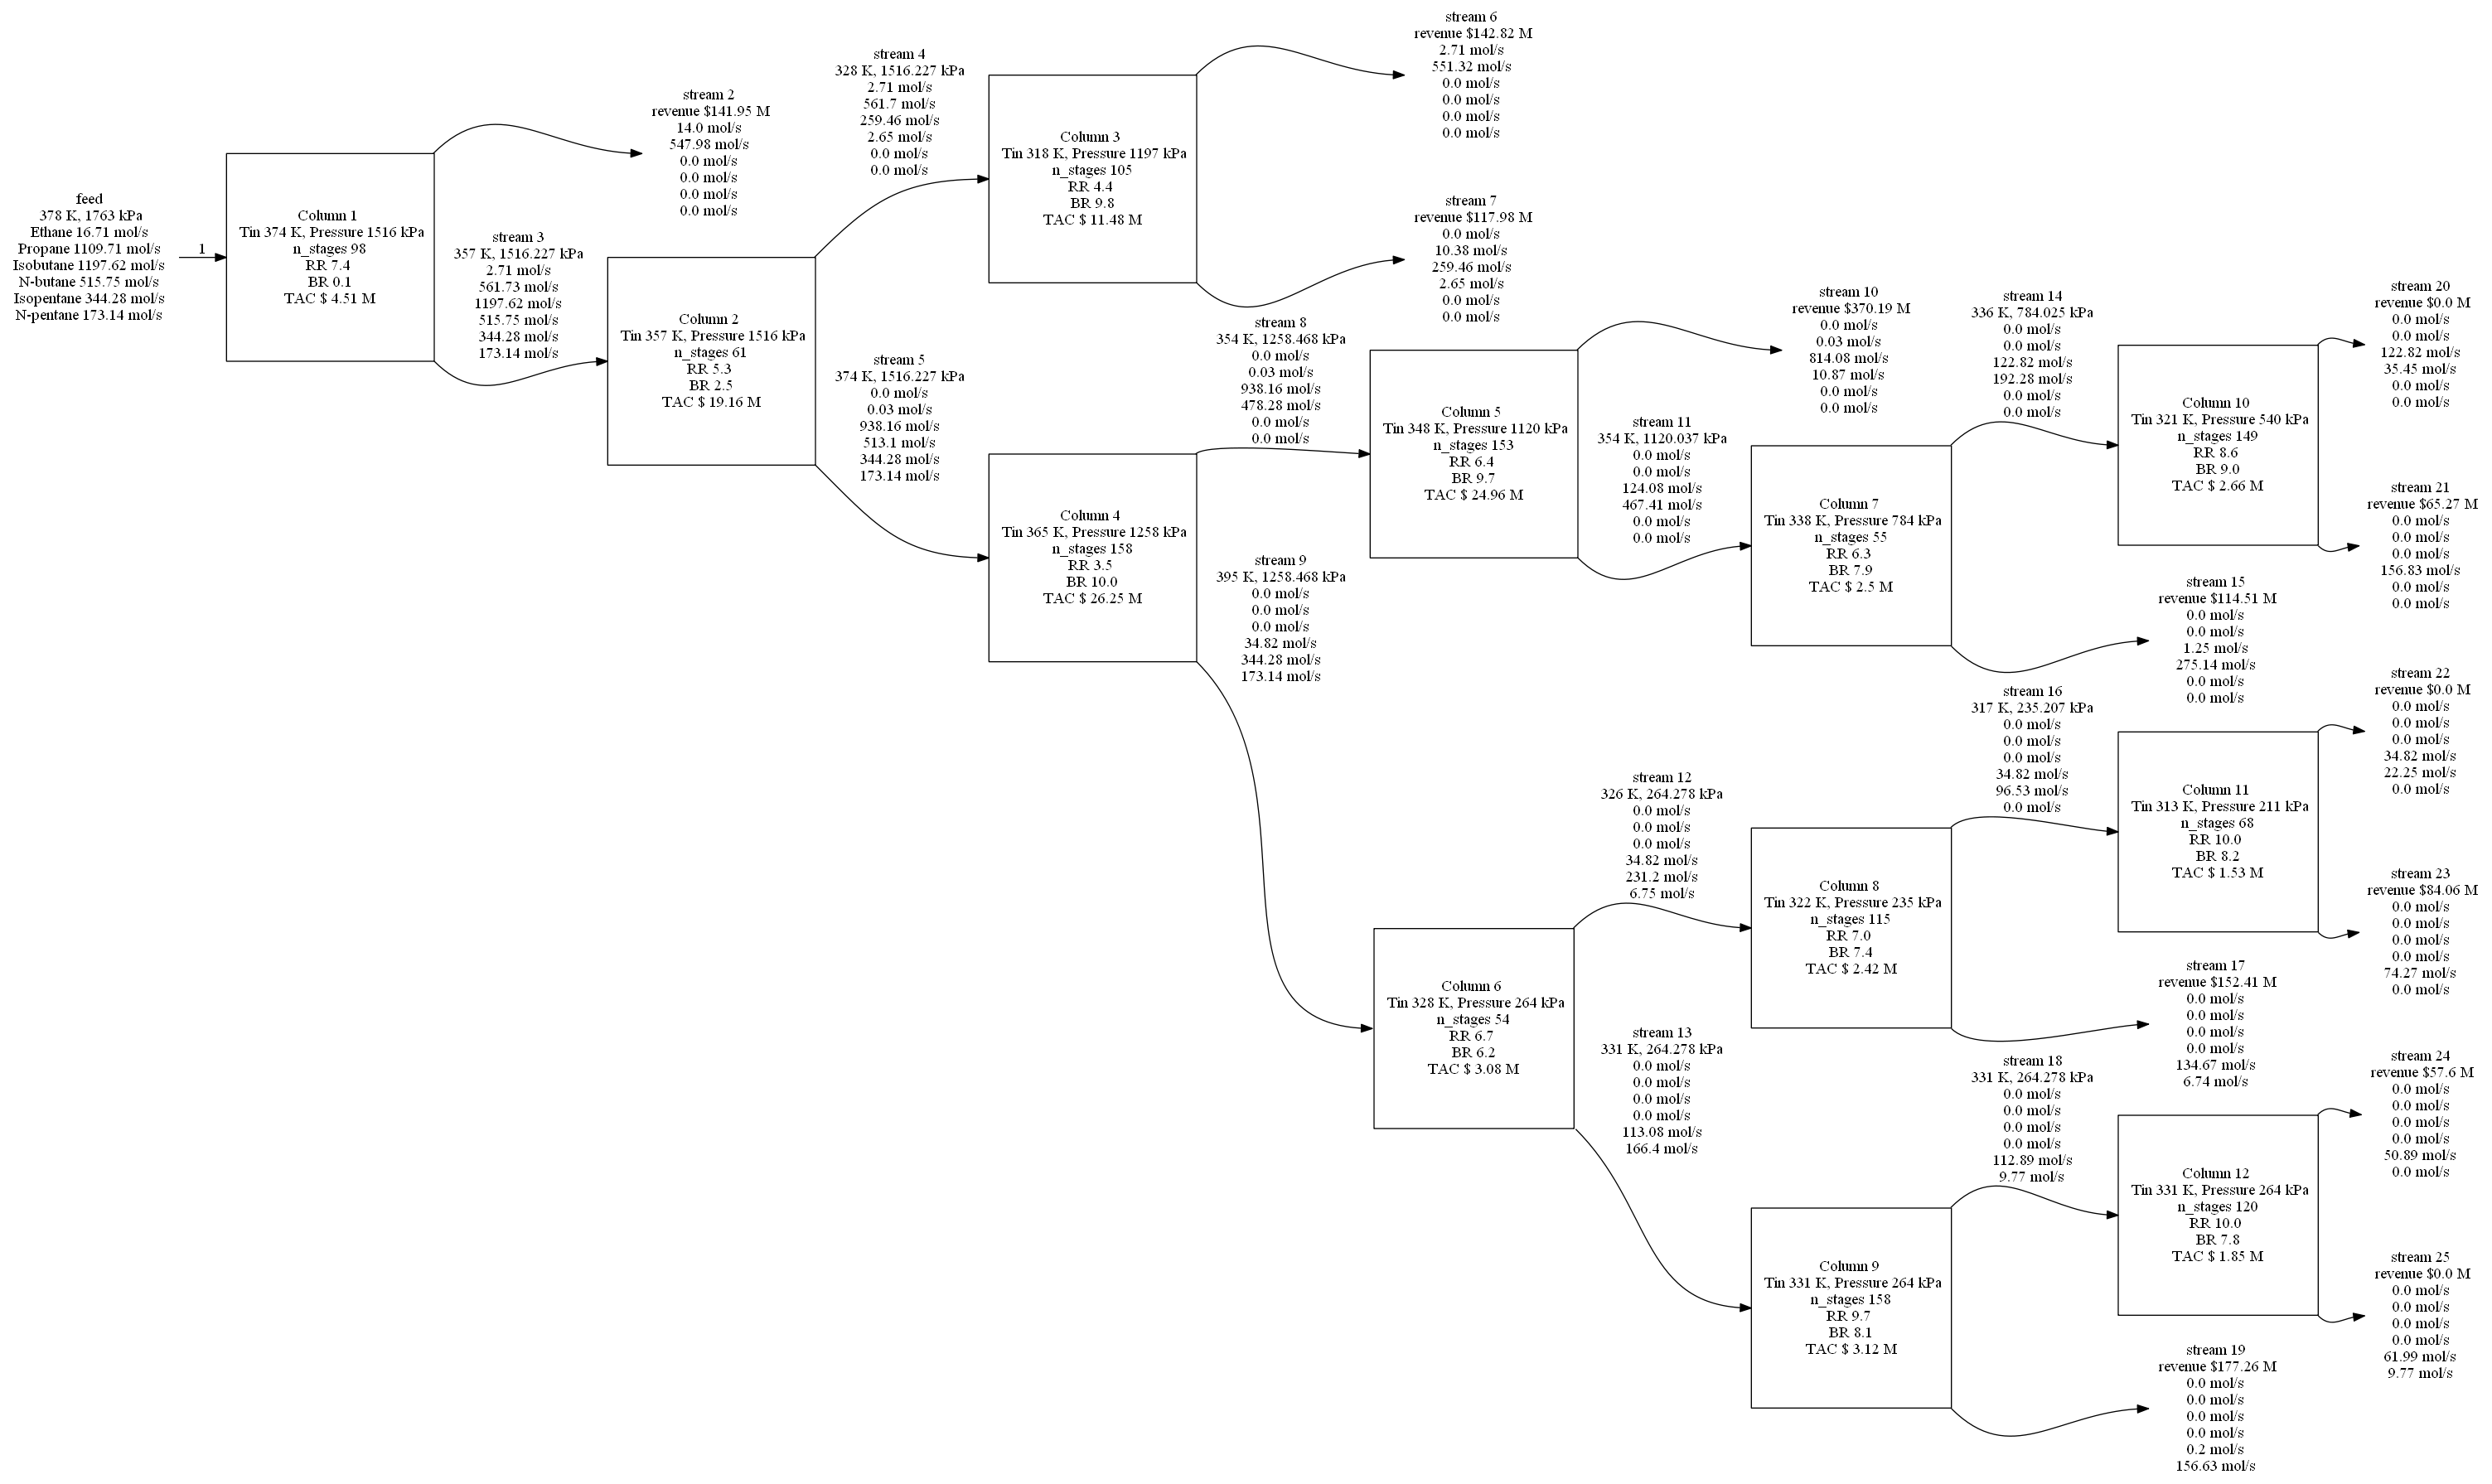 feed
378 K, 1763 kPa
Ethane 16.71 mol/s
Propane 1109.71 mol/s
Isobutane 1197.62 mol/s
N-butane 515.75 mol/s
Isopentane 344.28 mol/s
N-pentane 173.14 mol/s
1
Column 1
Tin 374 K, Pressure 1516 kPa
n_stages 98
RR 7.4
BR 0.1
TAC $ 4.51 M
stream 2
revenue $141.95 M
14.0 mol/s
547.98 mol/s
0.0 mol/s
0.0 mol/s
0.0 mol/s
0.0 mol/s
stream 3
357 K, 1516.227 kPa
2.71 mol/s
561.73 mol/s
1197.62 mol/s
515.75 mol/s
344.28 mol/s
173.14 mol/s
Column 2
Tin 357 K, Pressure 1516 kPa
n_stages 61
RR 5.3
BR 2.5
TAC $ 19.16 M
stream 4
328 K, 1516.227 kPa
2.71 mol/s
561.7 mol/s
259.46 mol/s
2.65 mol/s
0.0 mol/s
0.0 mol/s
stream 5
374 K, 1516.227 kPa
0.0 mol/s
0.03 mol/s
938.16 mol/s
513.1 mol/s
344.28 mol/s
173.14 mol/s
Column 3
Tin 318 K, Pressure 1197 kPa
n_stages 105
RR 4.4
BR 9.8
TAC $ 11.48 M
stream 6
revenue $142.82 M
2.71 mol/s
551.32 mol/s
0.0 mol/s
0.0 mol/s
0.0 mol/s
0.0 mol/s
stream 7
revenue $117.98 M
0.0 mol/s
10.38 mol/s
259.46 mol/s
2.65 mol/s
0.0 mol/s
0.0 mol/s
Column 4
Tin 365 K, Pressure 1258 kPa
n_stages 158
RR 3.5
BR 10.0
TAC $ 26.25 M
stream 8
354 K, 1258.468 kPa
0.0 mol/s
0.03 mol/s
938.16 mol/s
478.28 mol/s
0.0 mol/s
0.0 mol/s
stream 9
395 K, 1258.468 kPa
0.0 mol/s
0.0 mol/s
0.0 mol/s
34.82 mol/s
344.28 mol/s
173.14 mol/s
Column 5
Tin 348 K, Pressure 1120 kPa
n_stages 153
RR 6.4
BR 9.7
TAC $ 24.96 M
stream 10
revenue $370.19 M
0.0 mol/s
0.03 mol/s
814.08 mol/s
10.87 mol/s
0.0 mol/s
0.0 mol/s
stream 11
354 K, 1120.037 kPa
0.0 mol/s
0.0 mol/s
124.08 mol/s
467.41 mol/s
0.0 mol/s
0.0 mol/s
Column 7
Tin 338 K, Pressure 784 kPa
n_stages 55
RR 6.3
BR 7.9
TAC $ 2.5 M
stream 14
336 K, 784.025 kPa
0.0 mol/s
0.0 mol/s
122.82 mol/s
192.28 mol/s
0.0 mol/s
0.0 mol/s
Column 10
Tin 321 K, Pressure 540 kPa
n_stages 149
RR 8.6
BR 9.0
TAC $ 2.66 M
stream 20
revenue $0.0 M
0.0 mol/s
0.0 mol/s
122.82 mol/s
35.45 mol/s
0.0 mol/s
0.0 mol/s
stream 21
revenue $65.27 M
0.0 mol/s
0.0 mol/s
0.0 mol/s
156.83 mol/s
0.0 mol/s
0.0 mol/s
stream 15
revenue $114.51 M
0.0 mol/s
0.0 mol/s
1.25 mol/s
275.14 mol/s
0.0 mol/s
0.0 mol/s
Column 6
Tin 328 K, Pressure 264 kPa
n_stages 54
RR 6.7
BR 6.2
TAC $ 3.08 M
stream 12
326 K, 264.278 kPa
0.0 mol/s
0.0 mol/s
0.0 mol/s
34.82 mol/s
231.2 mol/s
6.75 mol/s
stream 13
331 K, 264.278 kPa
0.0 mol/s
0.0 mol/s
0.0 mol/s
0.0 mol/s
113.08 mol/s
166.4 mol/s
Column 8
Tin 322 K, Pressure 235 kPa
n_stages 115
RR 7.0
BR 7.4
TAC $ 2.42 M
stream 16
317 K, 235.207 kPa
0.0 mol/s
0.0 mol/s
0.0 mol/s
34.82 mol/s
96.53 mol/s
0.0 mol/s
Column 11
Tin 313 K, Pressure 211 kPa
n_stages 68
RR 10.0
BR 8.2
TAC $ 1.53 M
stream 22
revenue $0.0 M
0.0 mol/s
0.0 mol/s
0.0 mol/s
34.82 mol/s
22.25 mol/s
0.0 mol/s
stream 23
revenue $84.06 M
0.0 mol/s
0.0 mol/s
0.0 mol/s
0.0 mol/s
74.27 mol/s
0.0 mol/s
stream 17
revenue $152.41 M
0.0 mol/s
0.0 mol/s
0.0 mol/s
0.0 mol/s
134.67 mol/s
6.74 mol/s
Column 9
Tin 331 K, Pressure 264 kPa
n_stages 158
RR 9.7
BR 8.1
TAC $ 3.12 M
stream 18
331 K, 264.278 kPa
0.0 mol/s
0.0 mol/s
0.0 mol/s
0.0 mol/s
112.89 mol/s
9.77 mol/s
Column 12
Tin 331 K, Pressure 264 kPa
n_stages 120
RR 10.0
BR 7.8
TAC $ 1.85 M
stream 24
revenue $57.6 M
0.0 mol/s
0.0 mol/s
0.0 mol/s
0.0 mol/s
50.89 mol/s
0.0 mol/s
stream 25
revenue $0.0 M
0.0 mol/s
0.0 mol/s
0.0 mol/s
0.0 mol/s
61.99 mol/s
9.77 mol/s
stream 19
revenue $177.26 M
0.0 mol/s
0.0 mol/s
0.0 mol/s
0.0 mol/s
0.2 mol/s
156.63 mol/s